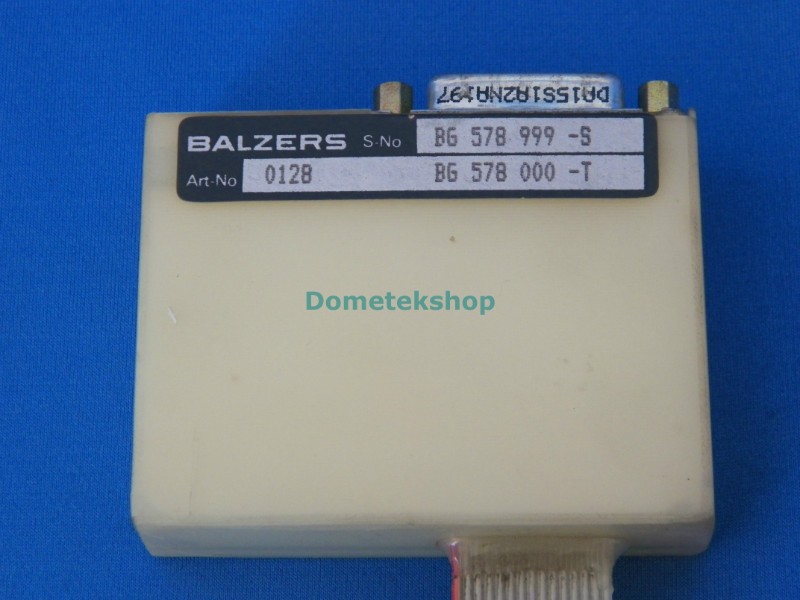 DA15S1A2NA197
BALZERS S-No BG 578 999 -S
Art-No 0128 BG 578 000 -T
Dometekshop